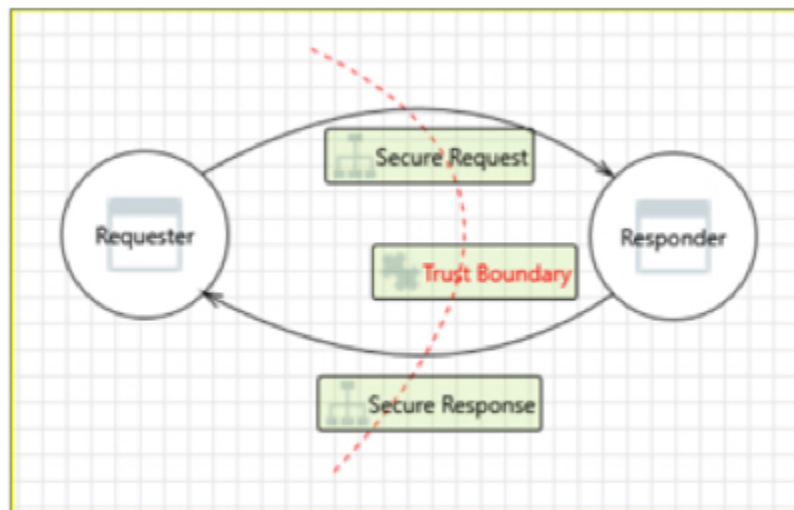 Secure Request
Requester
Responder
Trust Boundary
Secure Response